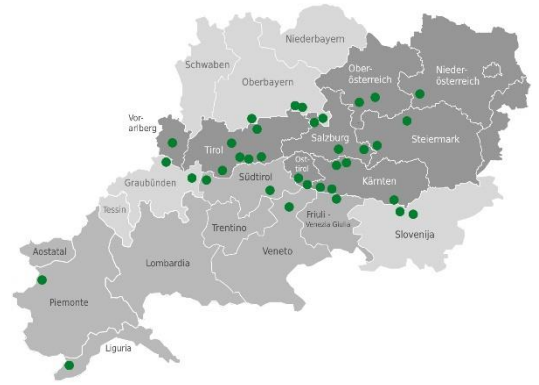 Niederbayern
Schwaben
Oberbayern
Ober-
österreich
Nieder-
österreich
Vor-
arlberg
Tirol
Salzburg
Steiermark
Ost-
tirol
Kärnten
Graubünden
Südtirol
Tessin
Trentino
Friuli -
Venezia Giulia
Slovenija
Aostatal
Lombardia
Veneto
Piemonte
Liguria